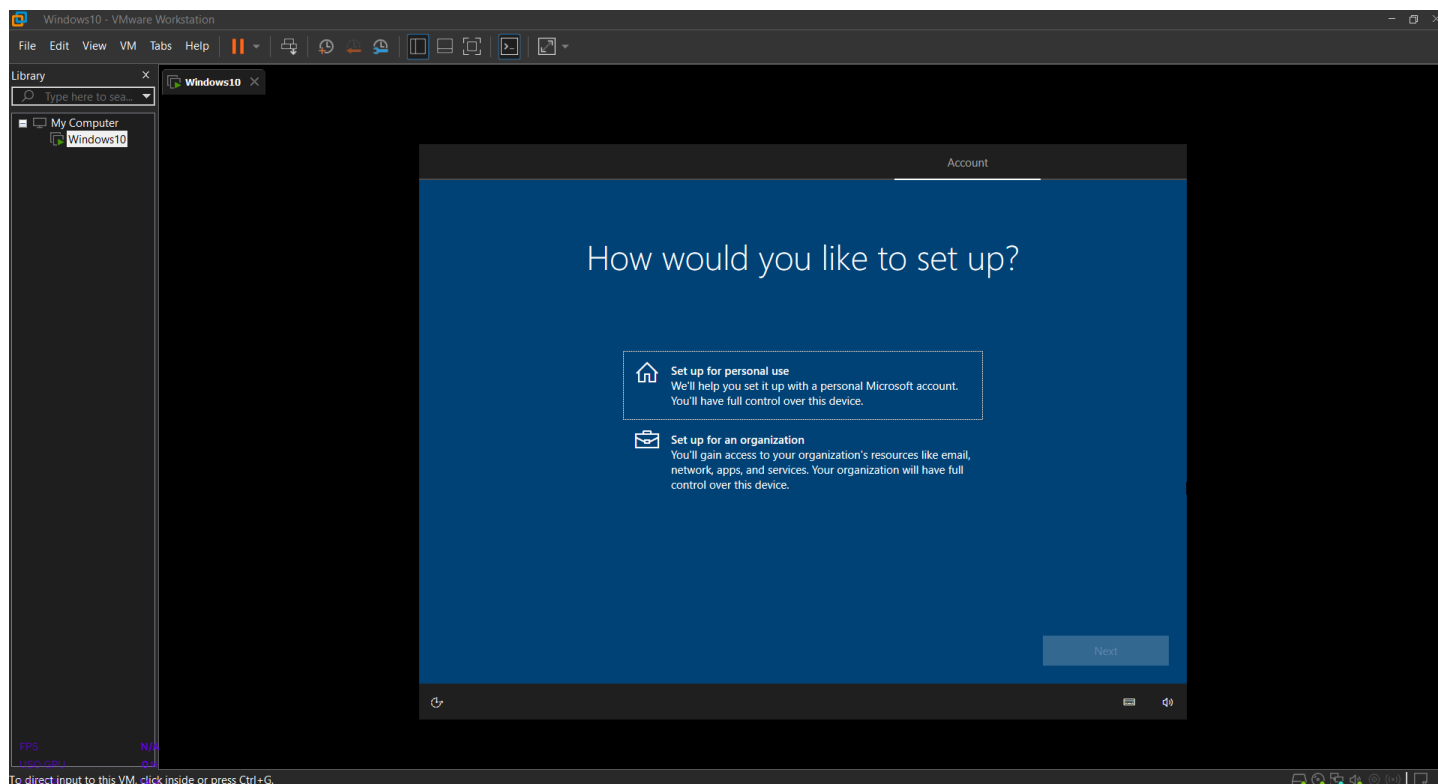 Windows10 - VMware Workstation
File Edit View VM Tabs Help
Library X
Windows10
Type here to sea...
My Computer
Windows10
Account
How would you like to set up?
Set up for personal use
We'll help you set it up with a personal Microsoft account.
You'll have full control over this device.
Set up for an organization
You'll gain access to your organization's resources like email,
network, apps, and services. Your organization will have full
control over this device.
Next
FPS N/A
To direct input to this VM, click inside or press Ctrl+G.